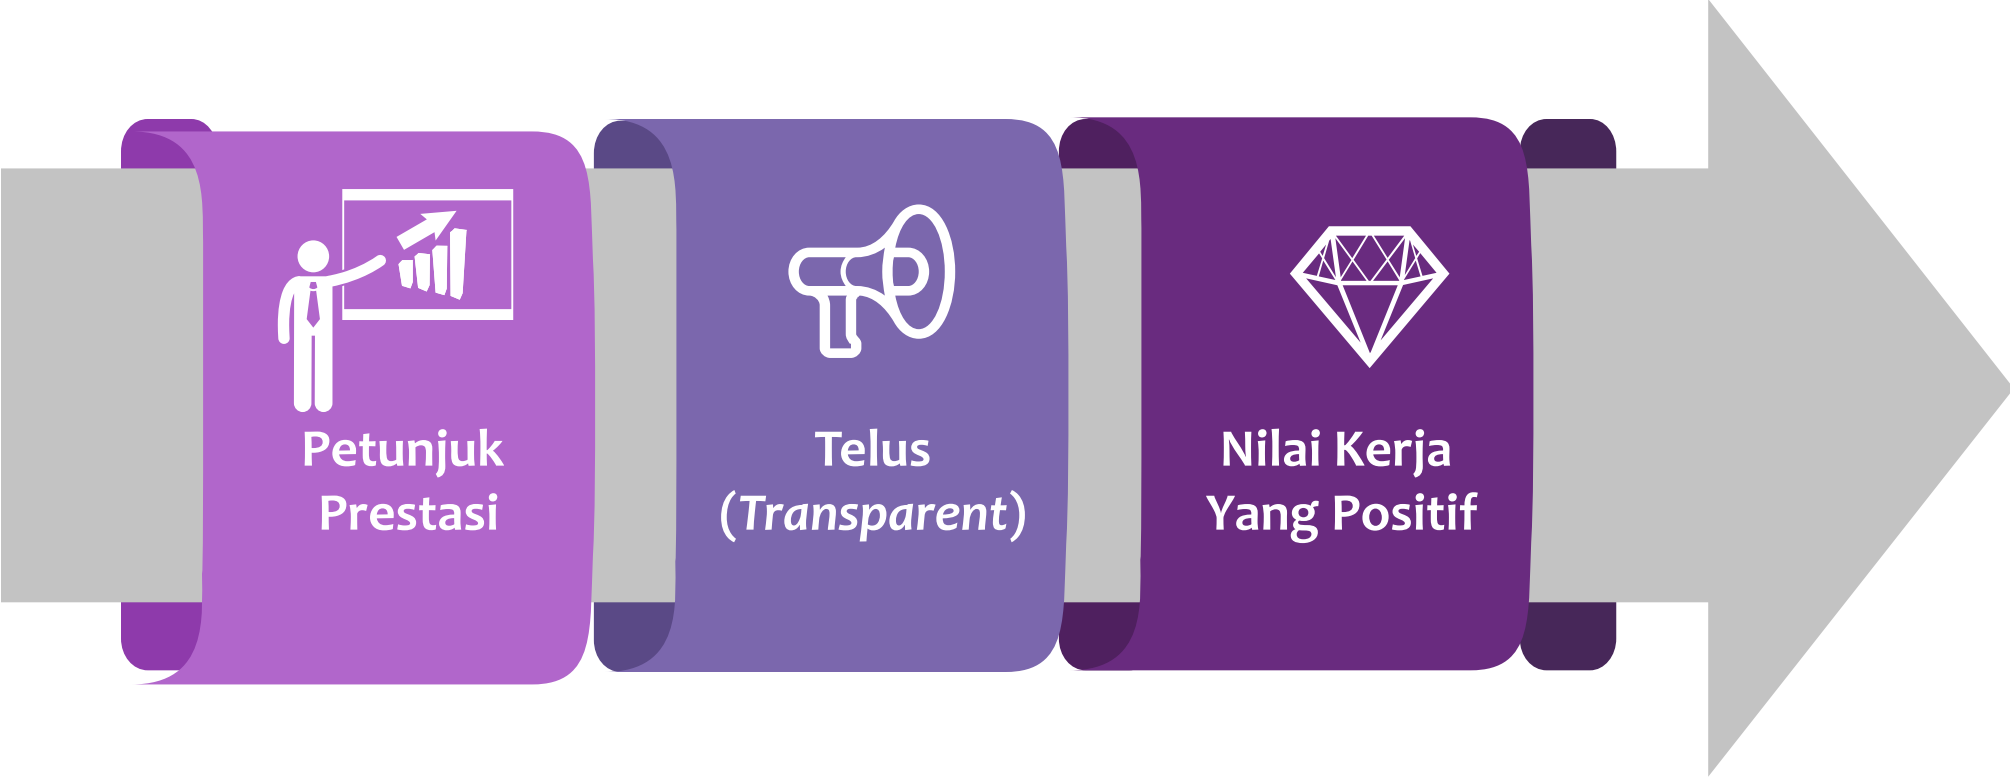 Petunjuk
Prestasi
Telus
(Transparent)
Nilai Kerja
Yang Positif